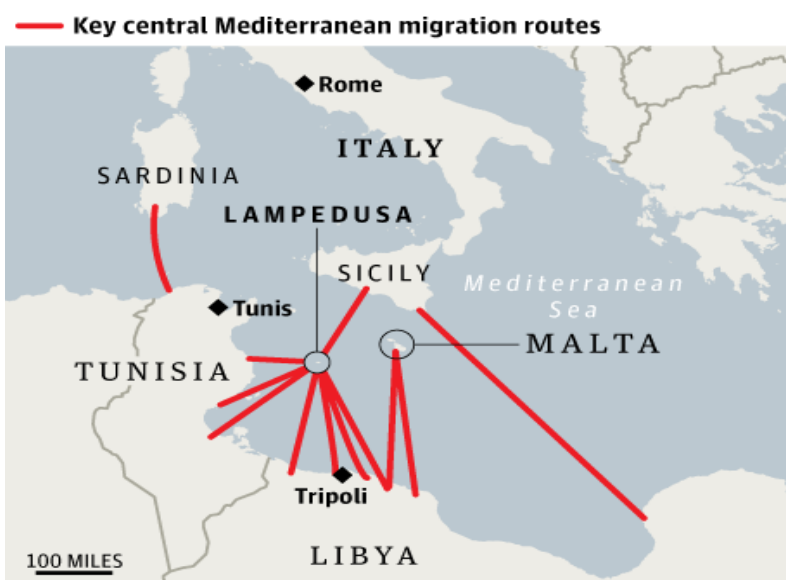 Key central Mediterranean migration routes
Rome
ITALY
SARDINIA
LAMPEDUSA
SICILY
Mediterranean
Sea
Tunis
MALTA
TUNISIA
Tripoli
LIBYA
100 MILES